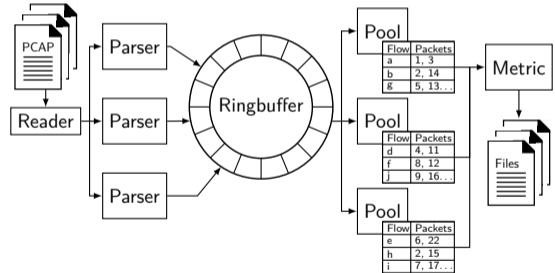 PCAP
Reader
Parser
Parser
Parser
Ringbuffer
Pool
Flow Packets
a 1, 3
b 2, 14
g 5, 13...
Pool
Flow Packets
d 4, 11
f 8, 12
j 9, 16...
Pool
Flow Packets
e 6, 22
h 2, 15
i 7, 17...
Metric
Files